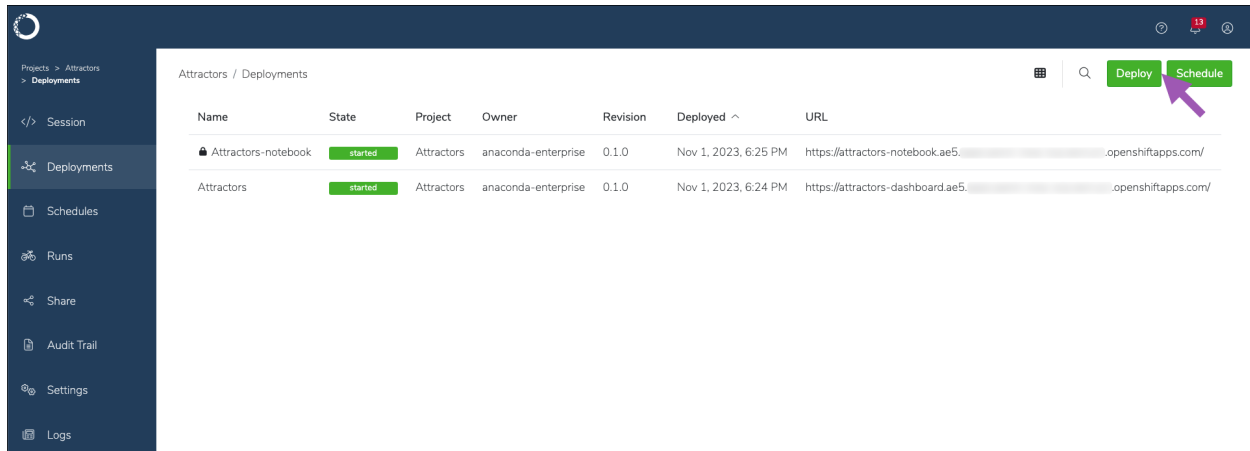 13
Projects > Attractors
> Deployments
Attractors / Deployments
Deploy
Schedule
</> Session
Deployments
Schedules
Runs
Share
Audit Trail
Settings
Logs
Name State Project Owner Revision Deployed URL
Attractors-notebook started Attractors anaconda-enterprise 0.1.0 Nov 1, 2023, 6:25 PM https://attractors-notebook.ae5. .openshiftapps.com/
Attractors started Attractors anaconda-enterprise 0.1.0 Nov 1, 2023, 6:24 PM https://attractors-dashboard.ae5. .openshiftapps.com/